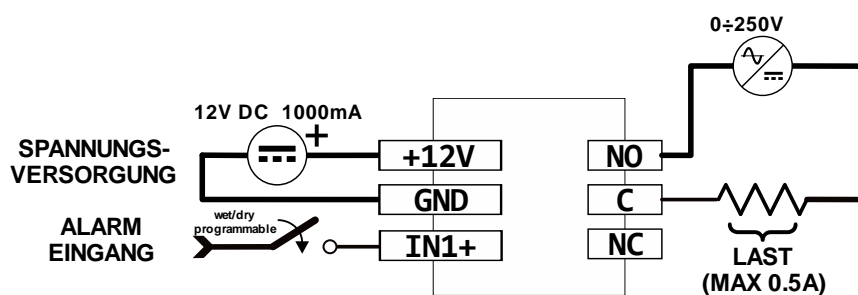 0÷250V
12V DC 1000mA
+
SPANNUNGS-
VERSORGUNG
+12V
NO
GND
C
ALARM
EINGANG
wet/dry
programmable
IN1+
NC
LAST
(MAX 0.5A)